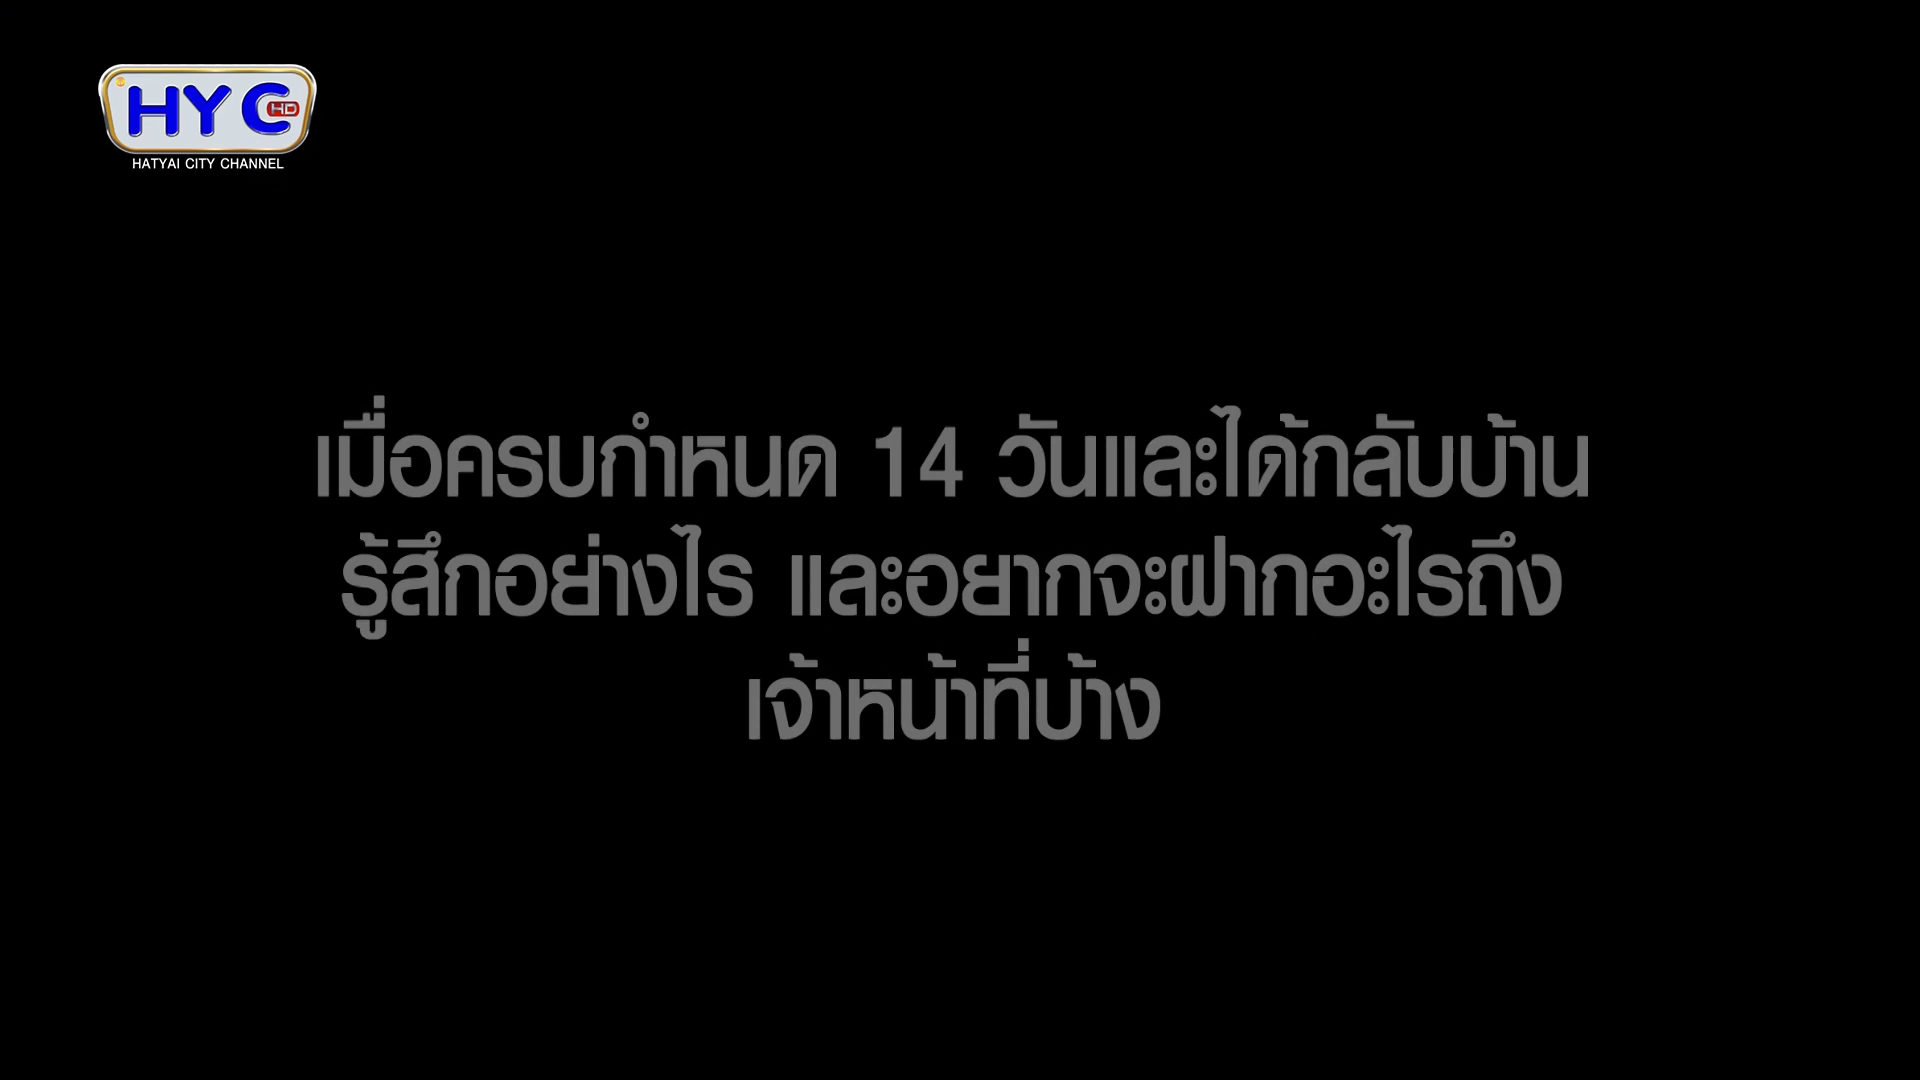 HYC HD
HATYAI CITY CHANNEL
เมื่อครบกำหนด 14 วันและได้กลับบ้าน
รู้สึกอย่างไร และอยากจะฝากอะไรถึง
เจ้าหน้าที่บ้าง